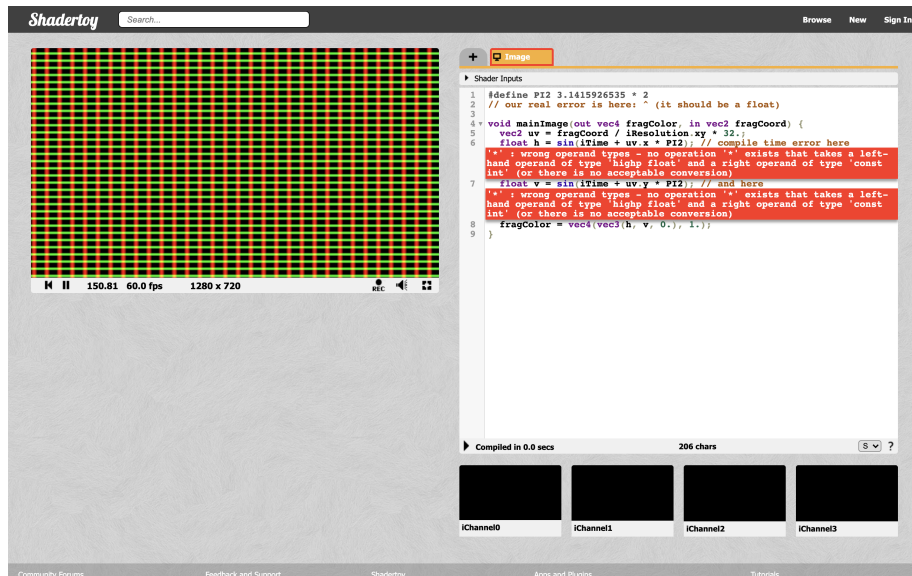 Shadertoy
Search...
Browse New Sign In
+ Image
Shader Inputs
1 #define PI2 3.1415926535 * 2
2 // our real error is here: ^ (it should be a float)
3
4 void mainImage(out vec4 fragColor, in vec2 fragCoord) {
5 vec2 uv = fragCoord / iResolution.xy * 32.;
6 float h = sin(iTime + uv.x * PI2); // compile time error here
'*' : wrong operand types - no operation '*' exists that takes a left-
hand operand of type 'highp float' and a right operand of type 'const
int' (or there is no acceptable conversion)
7 float v = sin(iTime + uv.y * PI2); // and here
'*' : wrong operand types - no operation '*' exists that takes a left-
hand operand of type 'highp float' and a right operand of type 'const
int' (or there is no acceptable conversion)
8 fragColor = vec4(vec3(h, v, 0.), 1.);
9 }
150.81 60.0 fps 1280 x 720 REC
Compiled in 0.0 secs 206 chars S ?
iChannel0 iChannel1 iChannel2 iChannel3
Community Forums Feedback and Support Shadertoy Apps and Plugins Tutorials